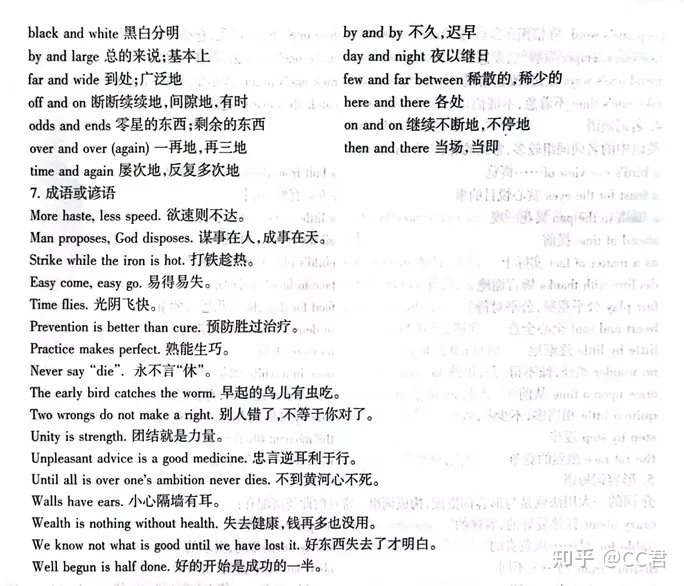 black and white 黑白分明
by and large 总的来说;基本上
far and wide 到处;广泛地
off and on 断断续续地,间隙地,有时
odds and ends 零星的东西;剩余的东西
over and over (again) 一再地,再三地
time and again 屡次地,反复多次地
by and by 不久,迟早
day and night 夜以继日
few and far between 稀散的,稀少的
here and there 各处
on and on 继续不断地,不停地
then and there 当场,当即
7. 成语或谚语
More haste, less speed. 欲速则不达。
Man proposes, God disposes. 谋事在人,成事在天。
Strike while the iron is hot. 打铁趁热。
Easy come, easy go. 易得易失。
Time flies. 光阴飞快。
Prevention is better than cure. 预防胜过治疗。
Practice makes perfect. 熟能生巧。
Never say “die”. 永不言“休”。
The early bird catches the worm. 早起的鸟儿有虫吃。
Two wrongs do not make a right. 别人错了,不等于你对了。
Unity is strength. 团结就是力量。
Unpleasant advice is a good medicine. 忠言逆耳利于行。
Until all is over one's ambition never dies. 不到黄河心不死。
Walls have ears. 小心隔墙有耳。
Wealth is nothing without health. 失去健康,钱再多也没用。
We know not what is good until we have lost it. 好东西失去了才明白。
Well begun is half done. 好的开始是成功的一半。
知乎 @CC君